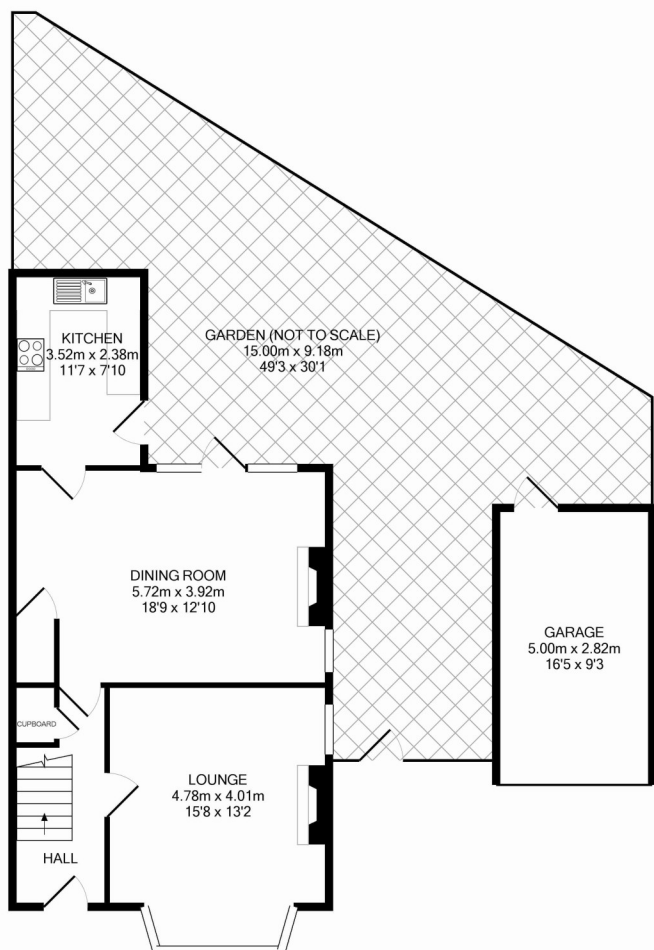 KITCHEN
3.52m x 2.38m
11'7 x 7'10
GARDEN (NOT TO SCALE)
15.00m x 9.18m
49'3 x 30'1
DINING ROOM
5.72m x 3.92m
18'9 x 12'10
GARAGE
5.00m x 2.82m
16'5 x 9'3
CUPBOARD
LOUNGE
4.78m x 4.01m
15'8 x 13'2
HALL